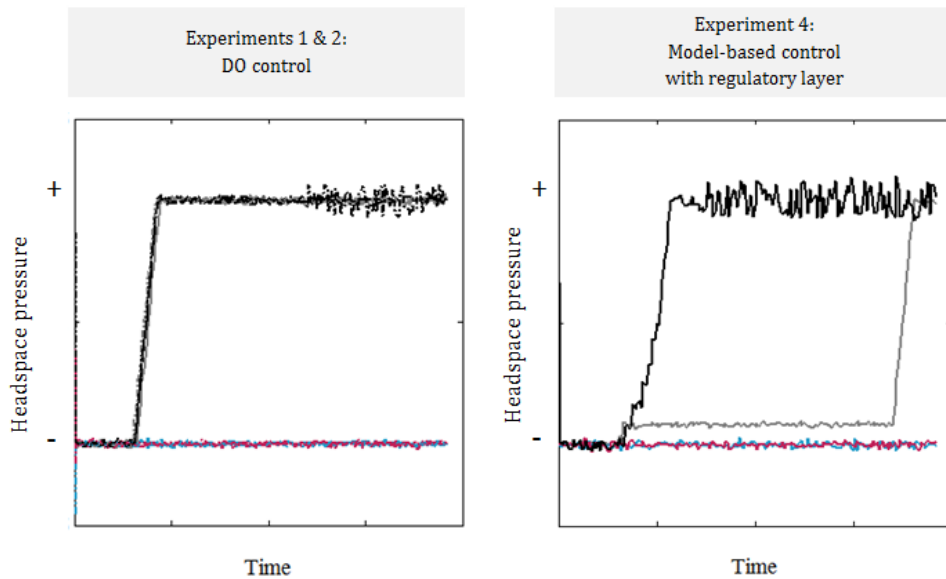 Experiments 1 & 2:
DO control
Experiment 4:
Model-based control
with regulatory layer
+
Headspace pressure
-
Time
+
Headspace pressure
-
Time